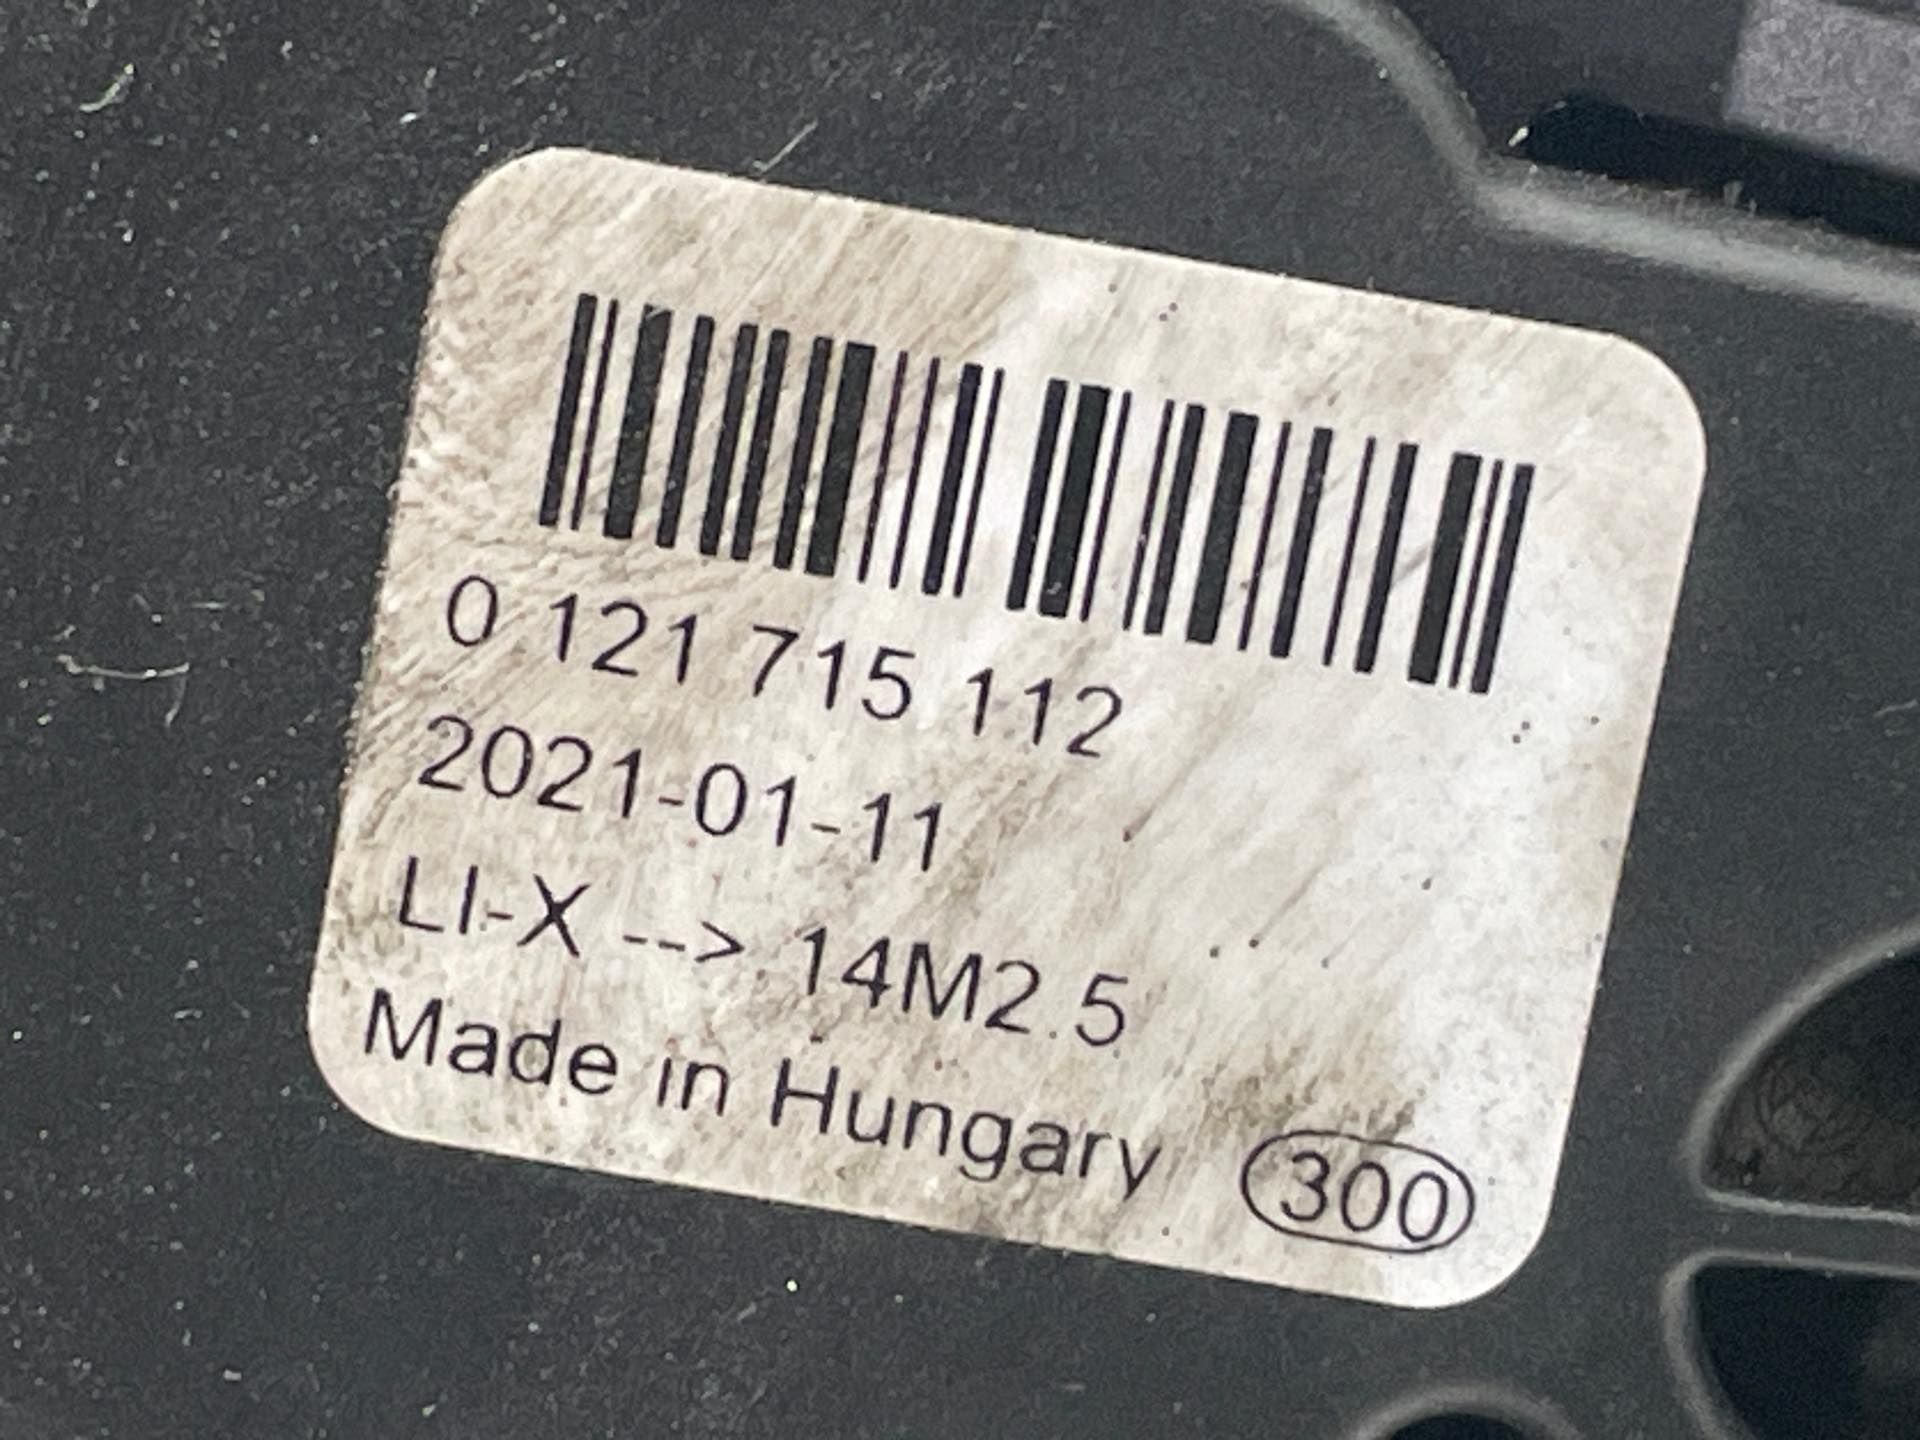 0 121 715 112
2021-01-11
LI-X --> 14M2.5
Made in Hungary 300